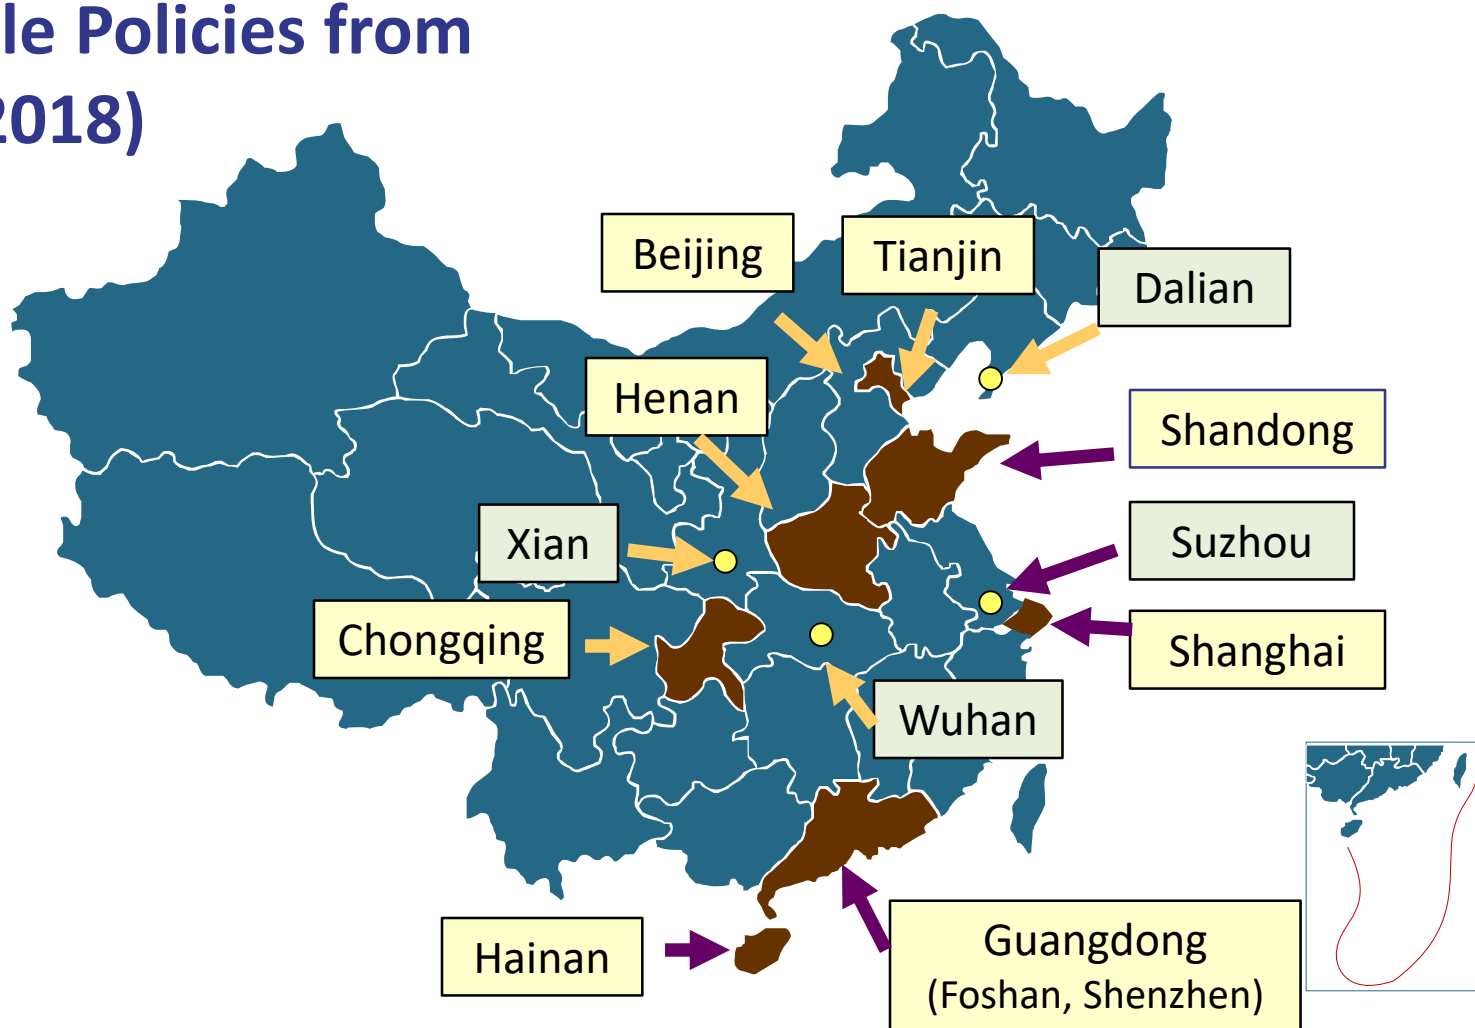 le Policies from
2018)
Beijing
Tianjin
Dalian
Henan
Shandong
Xian
Suzhou
Chongqing
Shanghai
Wuhan
Hainan
Guangdong
(Foshan, Shenzhen)